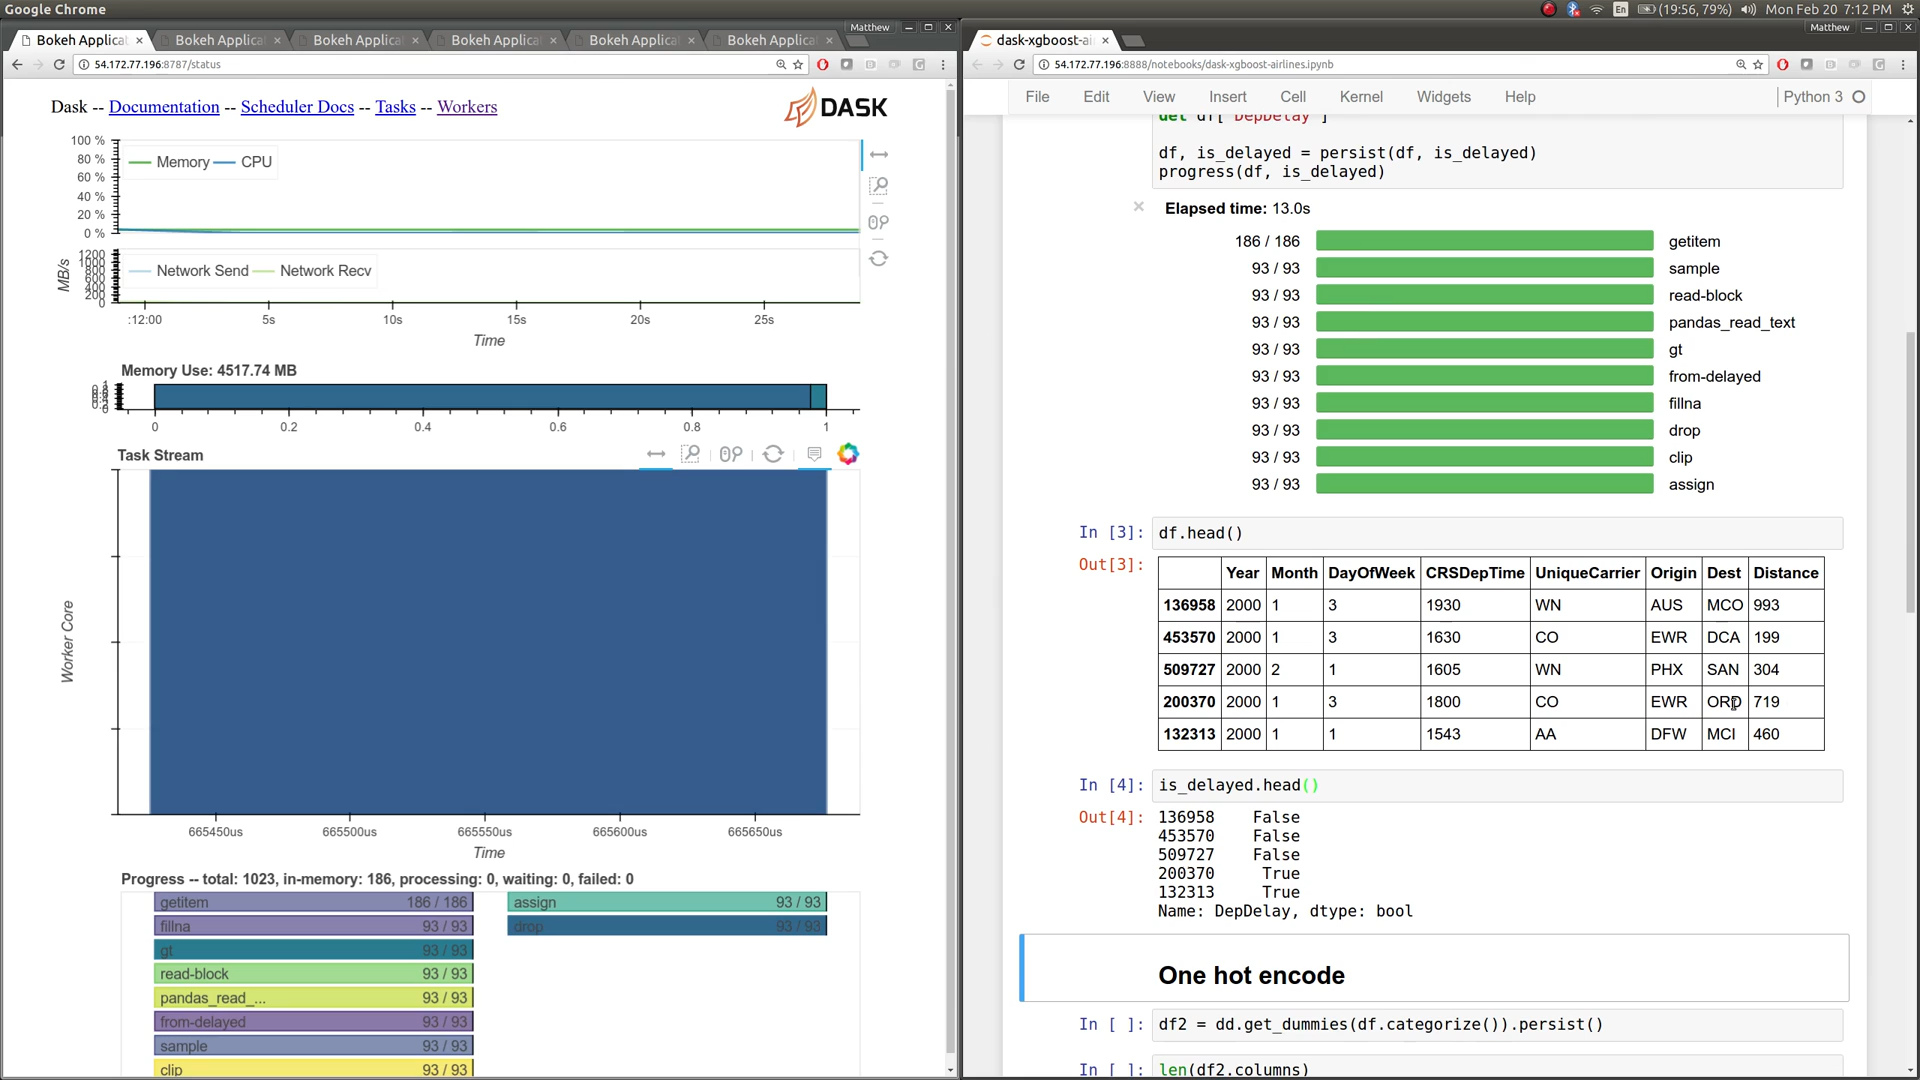 Google Chrome
En (19:56, 79%) Mon Feb 20 7:12 PM
Bokeh Applica × Bokeh Applica × Bokeh Applica × Bokeh Applica × Bokeh Applica × Bokeh Applica × Matthew
54.172.77.196:8787/status
Dask -- Documentation -- Scheduler Docs -- Tasks -- Workers
DASK
100 %
80 %
60 %
40 %
20 %
0 %
Memory CPU
MB/s
1200
1000
800
600
400
200
0
Network Send Network Recv
:12:00 5s 10s 15s 20s 25s
Time
Memory Use: 4517.74 MB
0 0.2 0.4 0.6 0.8 1
Task Stream
Worker Core
665450us 665500us 665550us 665600us 665650us
Time
Progress -- total: 1023, in-memory: 186, processing: 0, waiting: 0, failed: 0
getitem 186 / 186 assign 93 / 93
fillna 93 / 93 drop 93 / 93
gt 93 / 93
read-block 93 / 93
pandas_read_... 93 / 93
from-delayed 93 / 93
sample 93 / 93
clip 93 / 93
dask-xgboost-ai × Matthew
54.172.77.196:8888/notebooks/dask-xgboost-airlines.ipynb
File Edit View Insert Cell Kernel Widgets Help Python 3
del df['DepDelay']
df, is_delayed = persist(df, is_delayed)
progress(df, is_delayed)
Elapsed time: 13.0s
186 / 186 getitem
93 / 93 sample
93 / 93 read-block
93 / 93 pandas_read_text
93 / 93 gt
93 / 93 from-delayed
93 / 93 fillna
93 / 93 drop
93 / 93 clip
93 / 93 assign
In [3]: df.head()
Out[3]:
Year Month DayOfWeek CRSDepTime UniqueCarrier Origin Dest Distance
136958 2000 1 3 1930 WN AUS MCO 993
453570 2000 1 3 1630 CO EWR DCA 199
509727 2000 2 1 1605 WN PHX SAN 304
200370 2000 1 3 1800 CO EWR ORD 719
132313 2000 1 1 1543 AA DFW MCI 460
In [4]: is_delayed.head()
Out[4]: 136958 False
453570 False
509727 False
200370 True
132313 True
Name: DepDelay, dtype: bool
One hot encode
In [ ]: df2 = dd.get_dummies(df.categorize()).persist()
In [ ]: len(df2.columns)